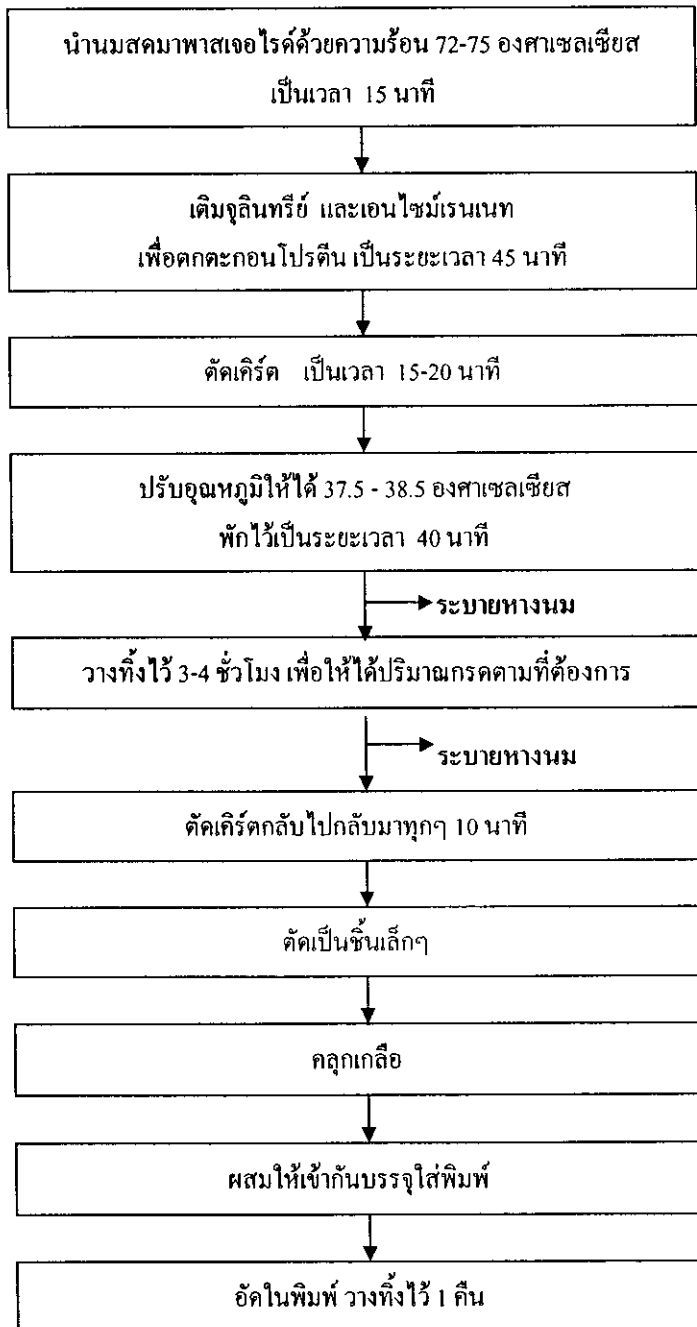 นำนมสดมาพาสเจอไรด์ด้วยความร้อน 72-75 องศาเซลเซียส
เป็นเวลา 15 นาที
เติมจุลินทรีย์ และเอนไซม์เรนเนท
เพื่อตกตะกอนโปรตีน เป็นระยะเวลา 45 นาที
ตัดเคิร์ต เป็นเวลา 15-20 นาที
ปรับอุณหภูมิให้ได้ 37.5 - 38.5 องศาเซลเซียส
พักไว้เป็นระยะเวลา 40 นาที
ระบายหางนม
วางทิ้งไว้ 3-4 ชั่วโมง เพื่อให้ได้ปริมาณกรดตามที่ต้องการ
ระบายหางนม
ตัดเคิร์ตกลับไปกลับมาทุกๆ 10 นาที
ตัดเป็นชิ้นเล็กๆ
คลุกเกลือ
ผสมให้เข้ากันบรรจุใส่พิมพ์
อัดในพิมพ์ วางทิ้งไว้ 1 คืน